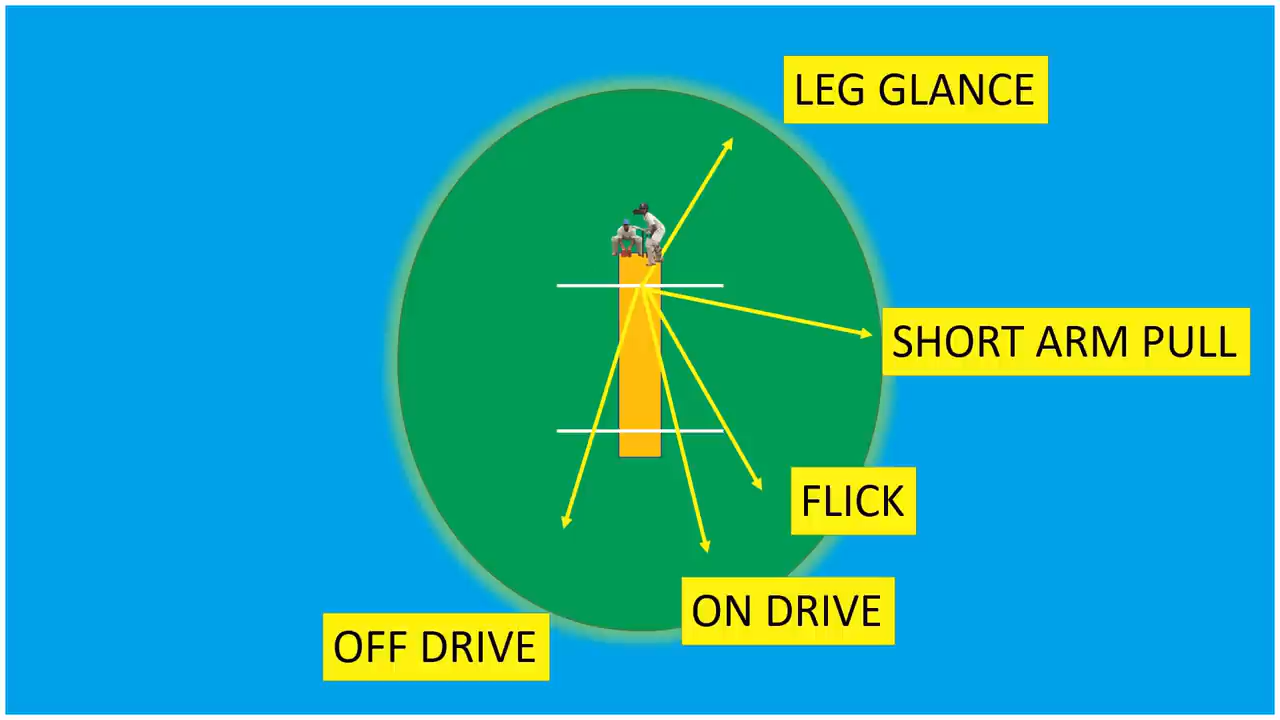 LEG GLANCE
SHORT ARM PULL
FLICK
ON DRIVE
OFF DRIVE